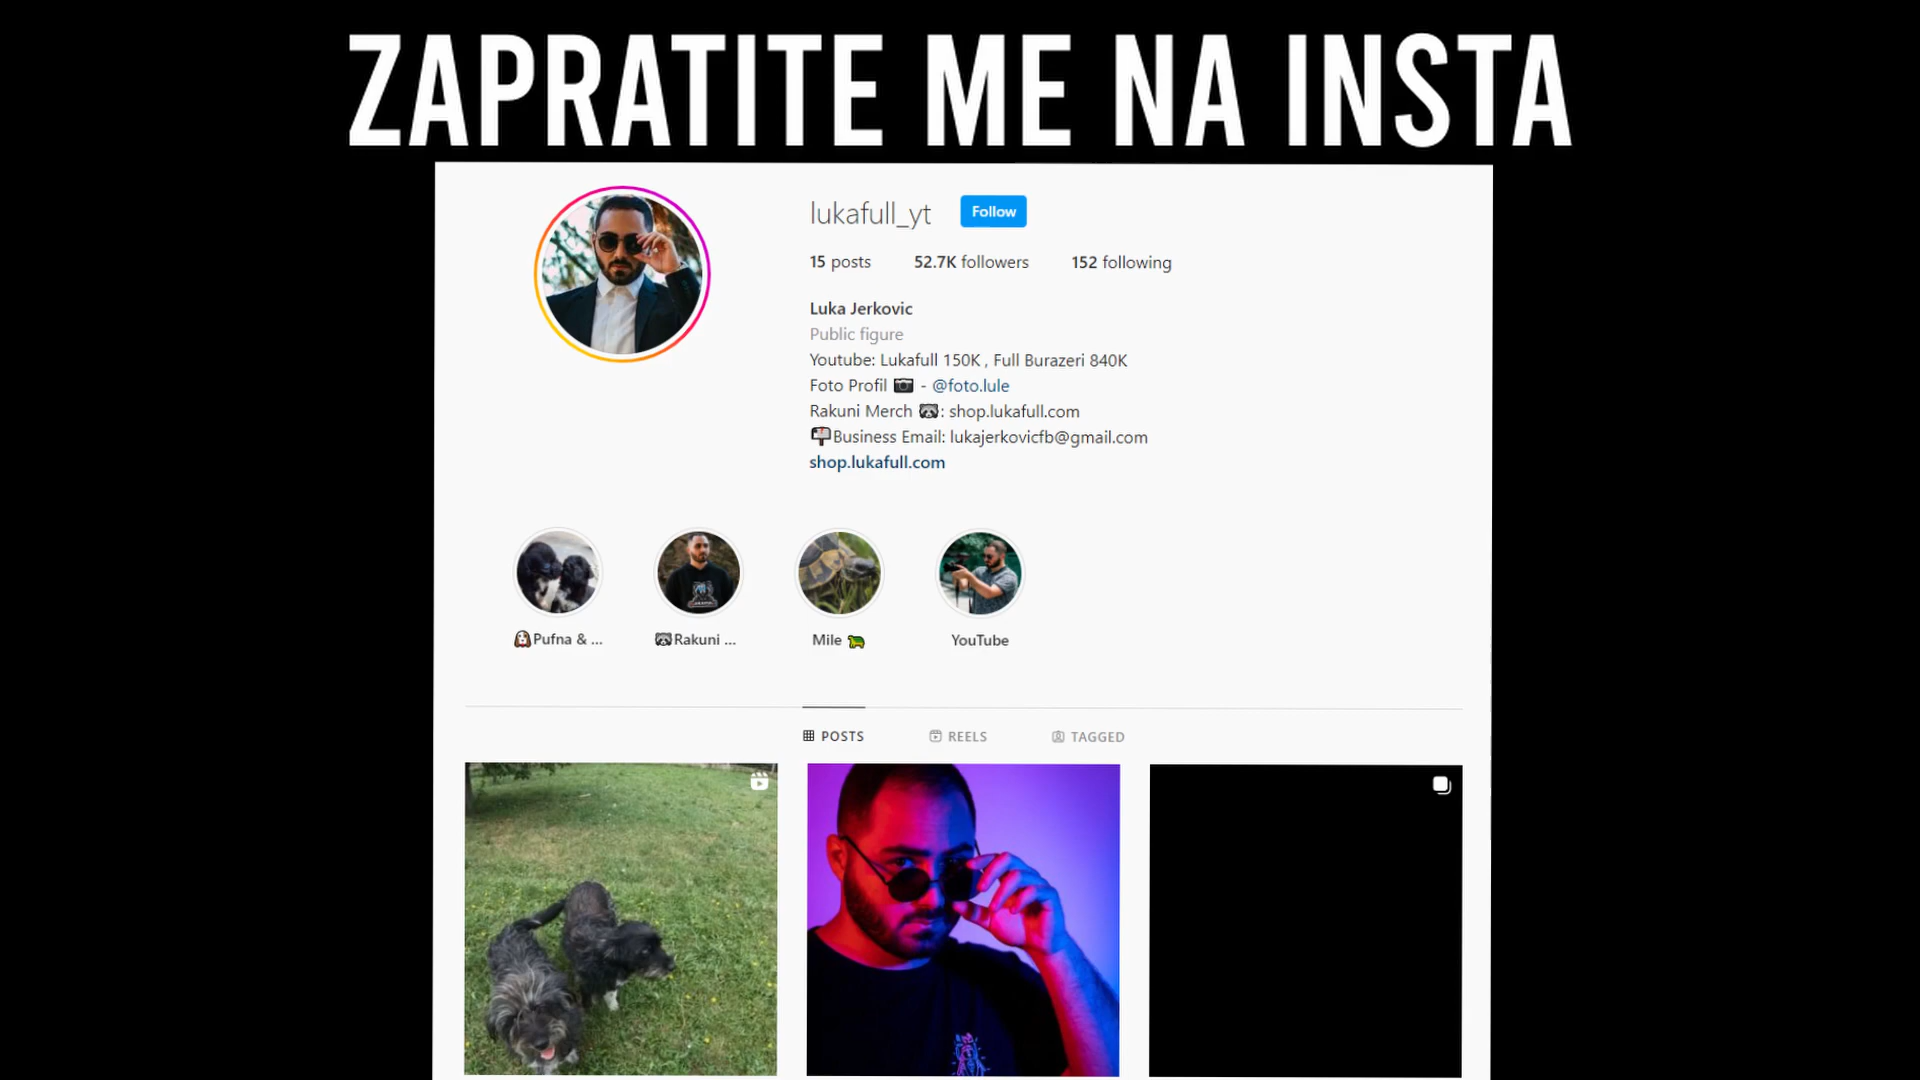 ZAPRATITE ME NA INSTA
lukafull_yt Follow
15 posts 52.7K followers 152 following
Luka Jerkovic
Public figure
Youtube: Lukafull 150K , Full Burazeri 840K
Foto Profil 📷 - @foto.lule
Rakuni Merch 🦝: shop.lukafull.com
📬Business Email: lukajerkovicfb@gmail.com
shop.lukafull.com
Pufna & ... 🦝Rakuni ... Mile 🐢 YouTube
POSTS REELS TAGGED